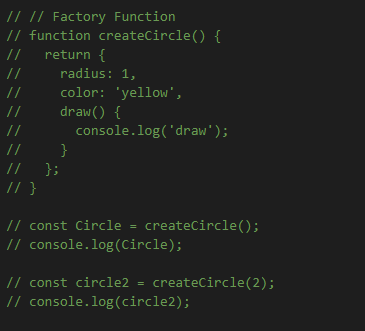 // // Factory Function
// function createCircle() {
//   return {
//     radius: 1,
//     color: 'yellow',
//     draw() {
//       console.log('draw');
//     }
//   };
// }

// const Circle = createCircle();
// console.log(Circle);

// const circle2 = createCircle(2);
// console.log(circle2);